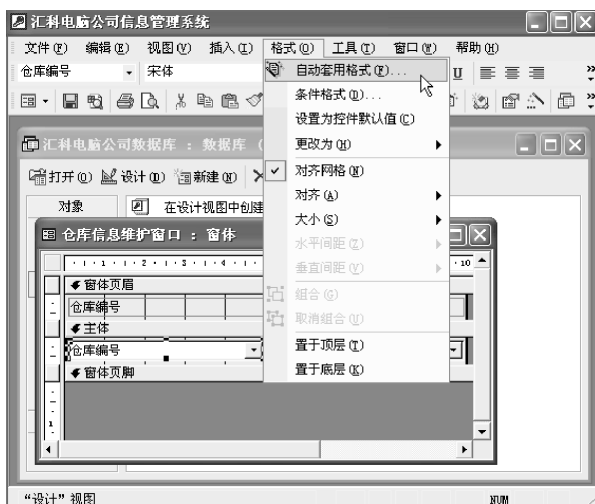 汇科电脑公司信息管理系统
文件(F) 编辑(E) 视图(V) 插入(I) 格式(O) 工具(T) 窗口(W) 帮助(H)
仓库编号 宋体 U
自动套用格式(F)...
条件格式(D)...
设置为控件默认值(C)
更改为(H)
对齐网格(R)
对齐(A)
大小(S)
水平间距(Z)
垂直间距(V)
组合(G)
取消组合(U)
置于顶层(T)
置于底层(K)
汇科电脑公司数据库 : 数据库 (
打开(O) 设计(D) 新建(N)
对象 在设计视图中创建
仓库信息维护窗口 : 窗体
1 2 3 4 10
窗体页眉
仓库编号
主体
仓库编号
窗体页脚
1
“设计”视图 NUM